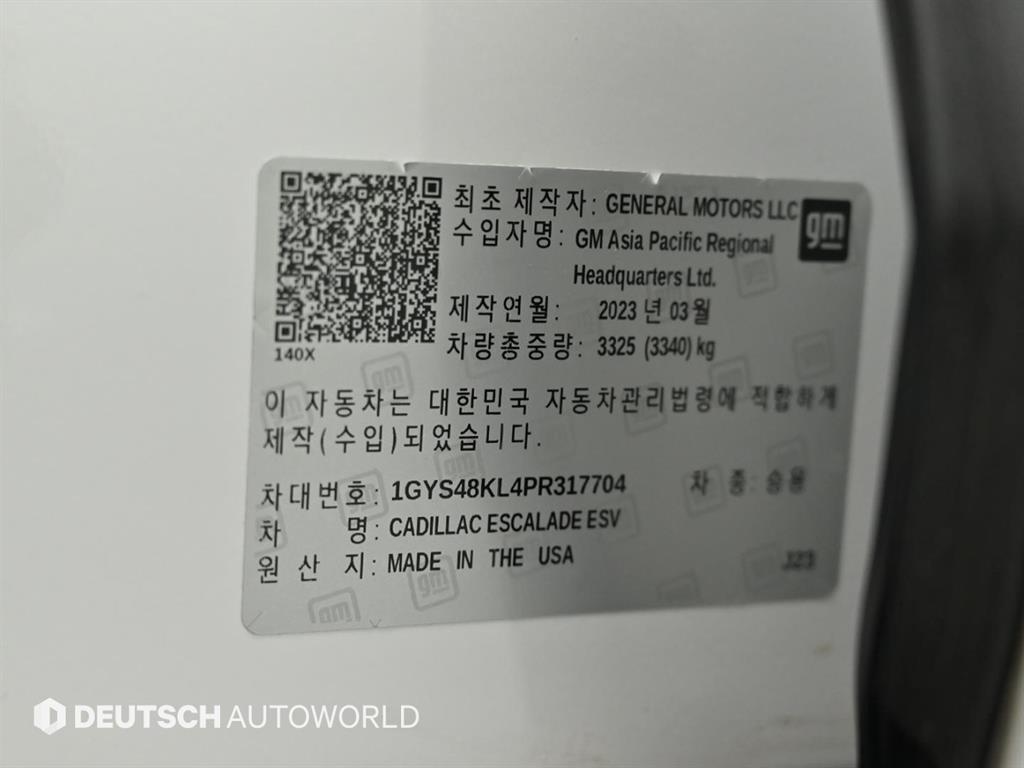 최초 제작자: GENERAL MOTORS LLC
gm
수입자명: GM Asia Pacific Regional
Headquarters Ltd.
제작연월: 2023 년 03월
차량총중량: 3325 (3340) kg
140X
이 자동차는 대한민국 자동차관리법령에 적합하게
제작(수입)되었습니다.
차대번호: 1GYS48KL4PR317704 차 종: 승용
차 명: CADILLAC ESCALADE ESV
원 산 지: MADE IN THE USA
J23
DEUTSCH AUTOWORLD